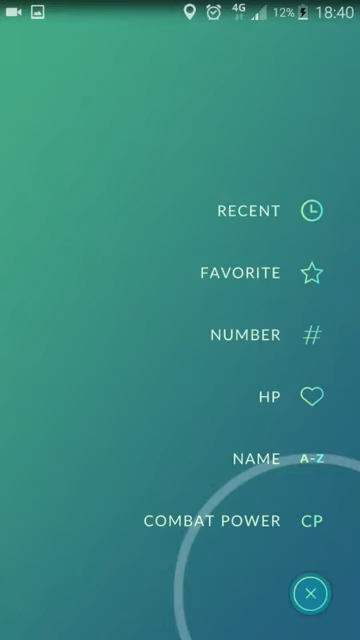 4G 12% 18:40
RECENT
FAVORITE
NUMBER #
HP
NAME A-Z
COMBAT POWER CP